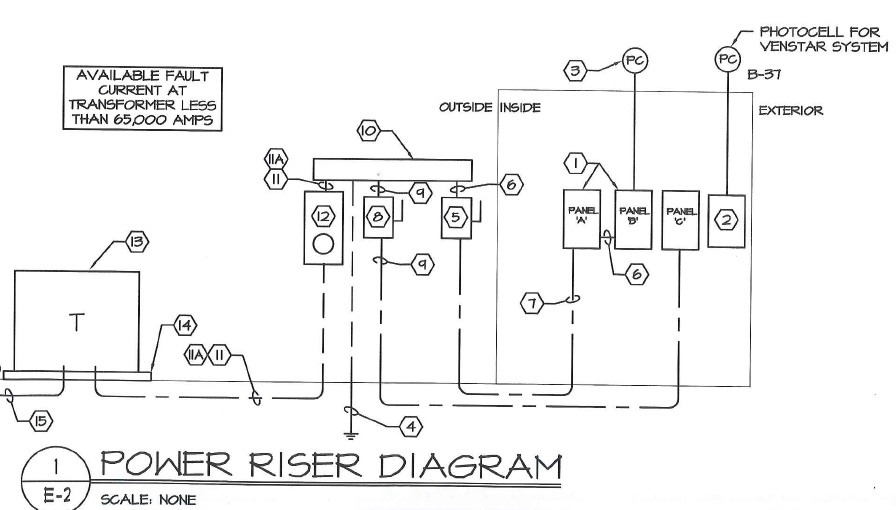 PHOTOCELL FOR
VENSTAR SYSTEM
PC
PC
3
B-37
AVAILABLE FAULT
CURRENT AT
TRANSFORMER LESS
THAN 65,000 AMPS
OUTSIDE INSIDE
EXTERIOR
10
11A
11
9
6
1
12
8
5
PANEL
'A'
PANEL
'B'
PANEL
'C'
2
13
9
6
7
T
14
11A 11
15
4
1
E-2
POWER RISER DIAGRAM
SCALE: NONE